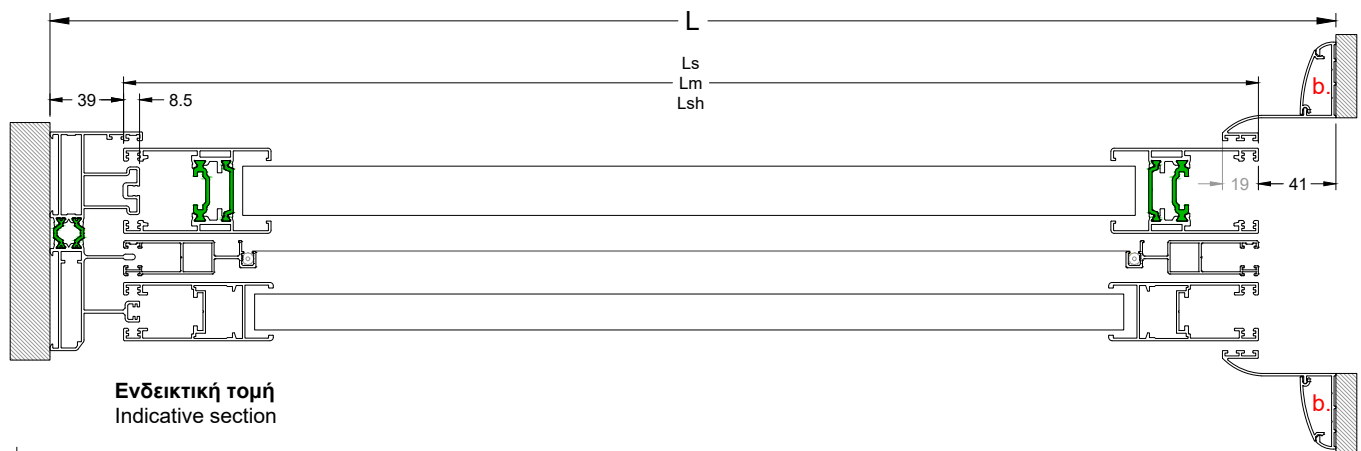 L
Ls
Lm
Lsh
39
8.5
b.
19
41
b.
Ενδεικτική τομή
Indicative section